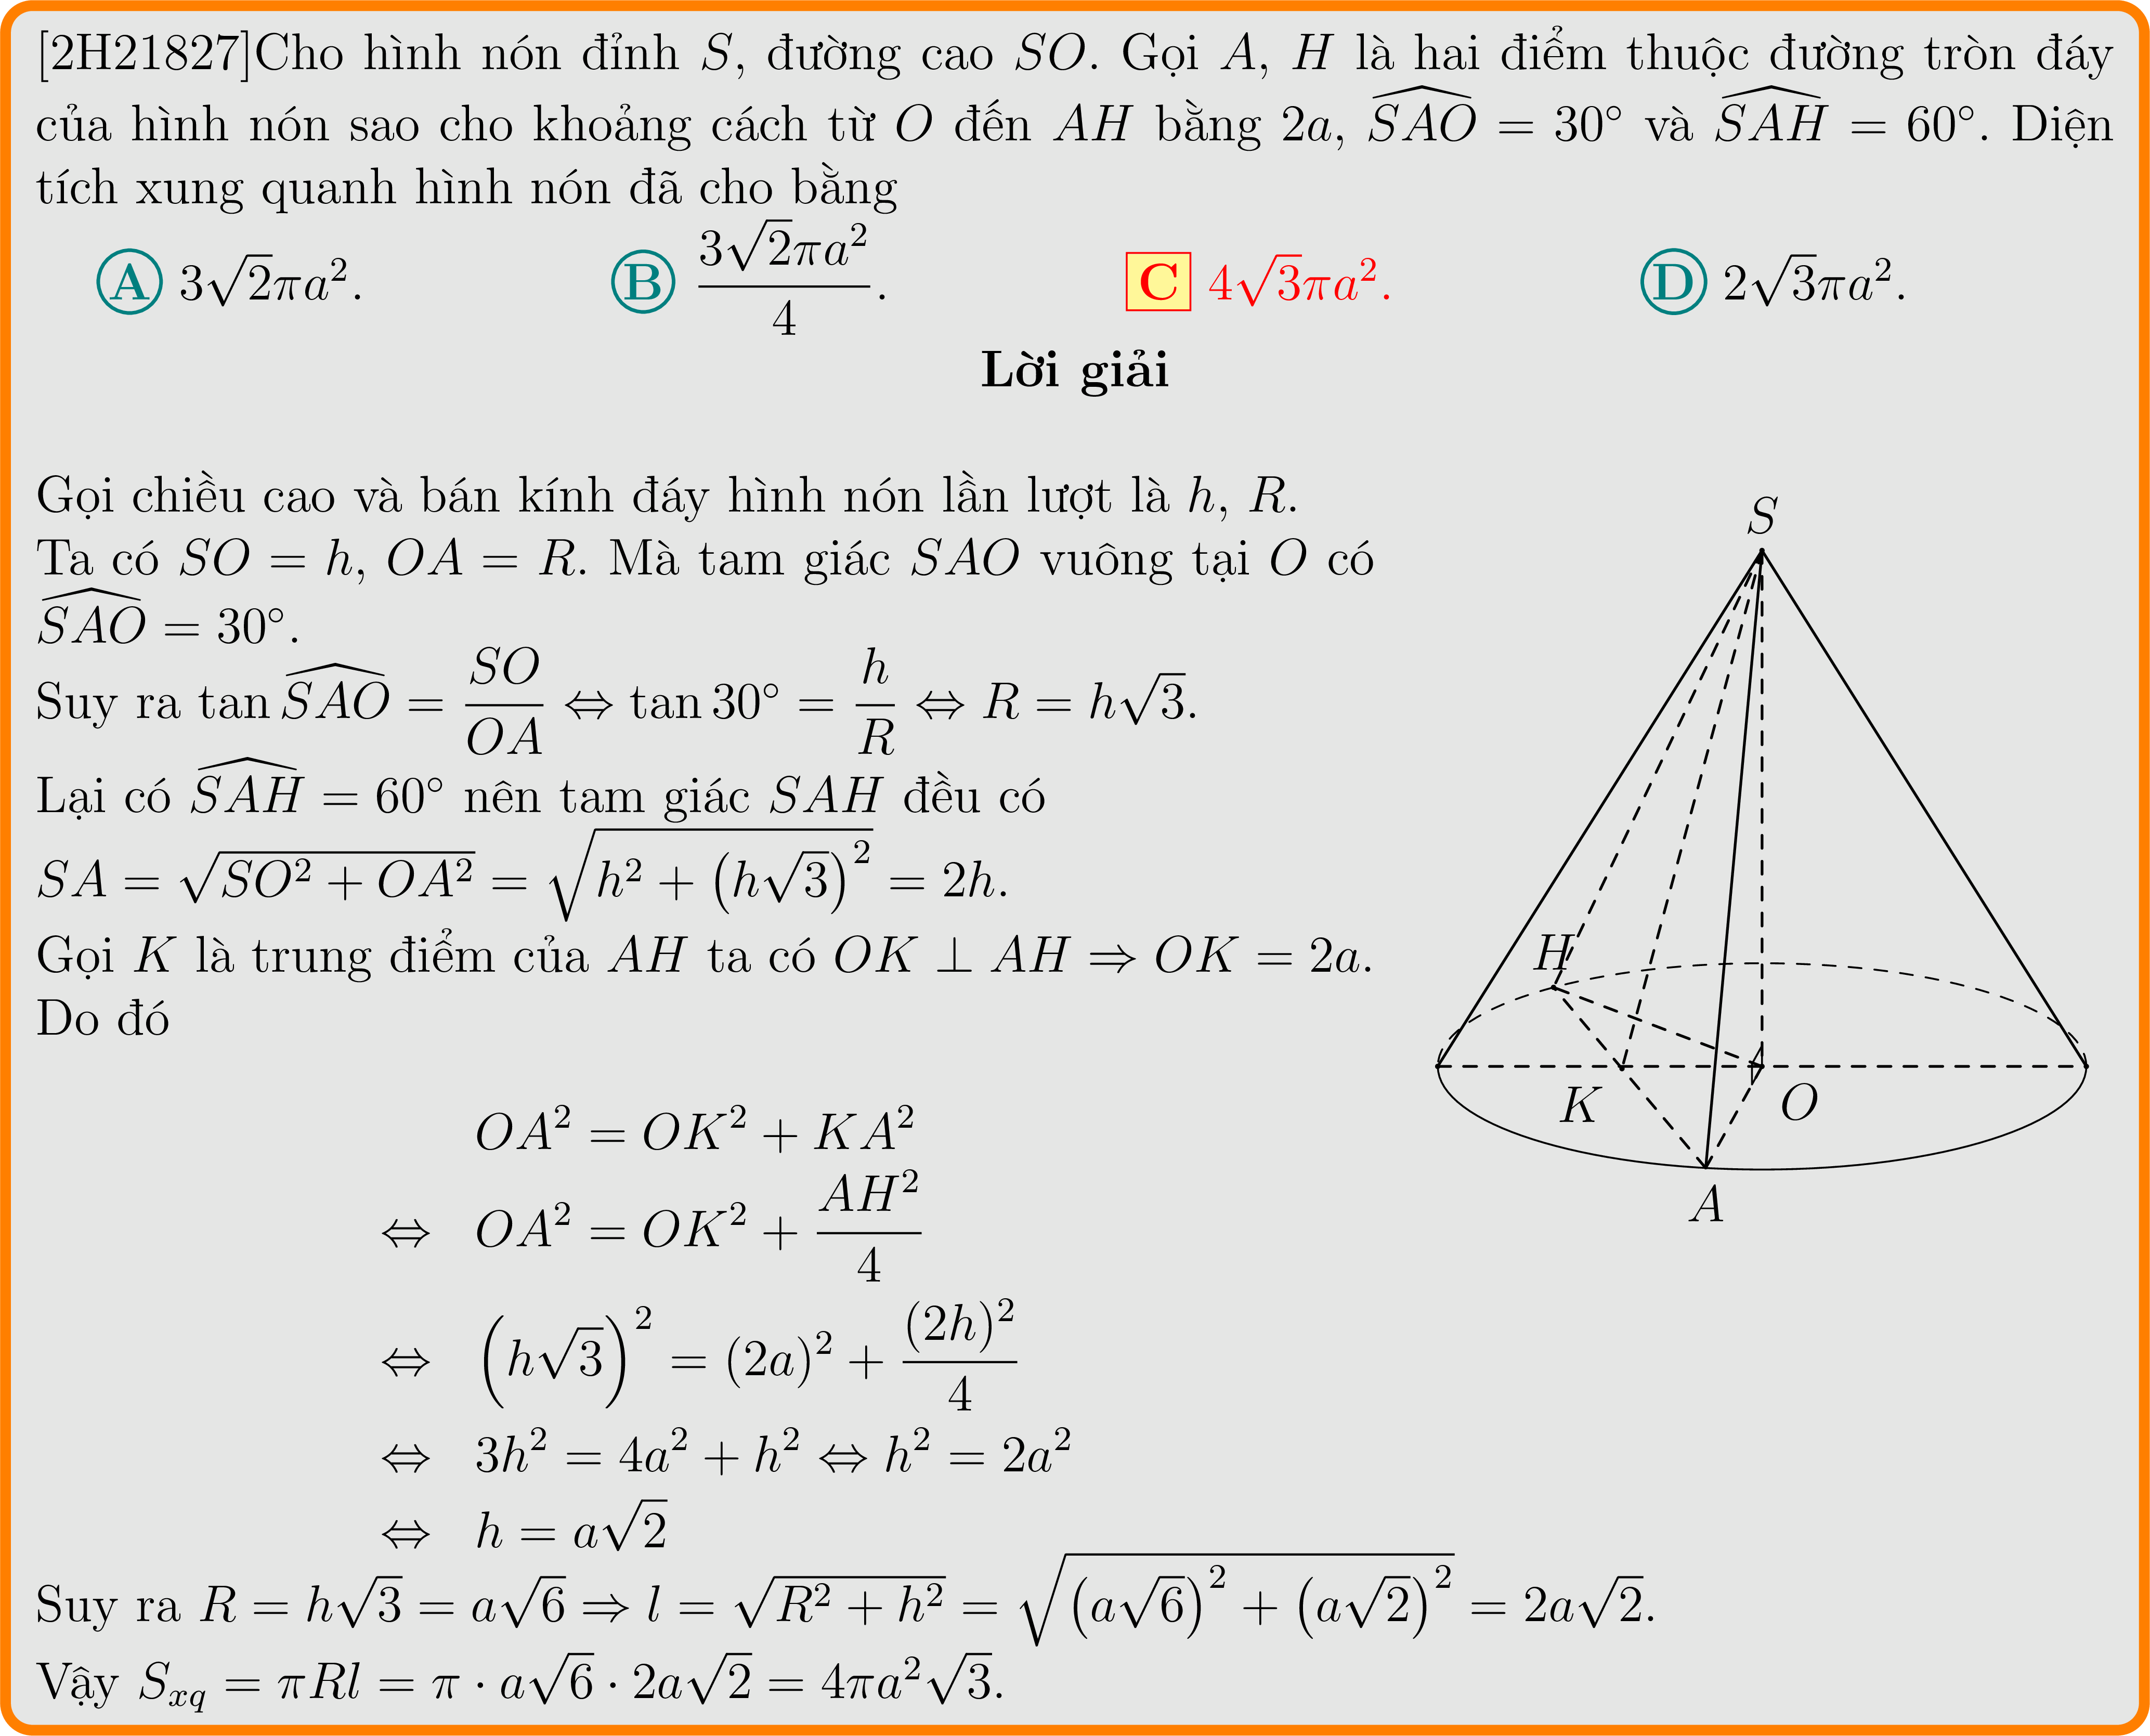 [2H21827]Cho hình nón đỉnh S, đường cao SO. Gọi A, H là hai điểm thuộc đường tròn đáy
của hình nón sao cho khoảng cách từ O đến AH bằng 2a, $\widehat{SAO} = 30^\circ$ và $\widehat{SAH} = 60^\circ$. Diện
tích xung quanh hình nón đã cho bằng
A $3\sqrt{2}\pi a^2$. B $\dfrac{3\sqrt{2}\pi a^2}{4}$. C $4\sqrt{3}\pi a^2$. D $2\sqrt{3}\pi a^2$.
Lời giải
Gọi chiều cao và bán kính đáy hình nón lần lượt là h, R.
Ta có SO = h, OA = R. Mà tam giác SAO vuông tại O có
$\widehat{SAO} = 30^\circ$.
Suy ra $\tan \widehat{SAO} = \dfrac{SO}{OA} \Leftrightarrow \tan 30^\circ = \dfrac{h}{R} \Leftrightarrow R = h\sqrt{3}$.
Lại có $\widehat{SAH} = 60^\circ$ nên tam giác SAH đều có
$SA = \sqrt{SO^2 + OA^2} = \sqrt{h^2 + \left(h\sqrt{3}\right)^2} = 2h$.
Gọi K là trung điểm của AH ta có $OK \perp AH \Rightarrow OK = 2a$.
Do đó
$OA^2 = OK^2 + KA^2$
$\Leftrightarrow OA^2 = OK^2 + \dfrac{AH^2}{4}$
$\Leftrightarrow \left(h\sqrt{3}\right)^2 = (2a)^2 + \dfrac{(2h)^2}{4}$
$\Leftrightarrow 3h^2 = 4a^2 + h^2 \Leftrightarrow h^2 = 2a^2$
$\Leftrightarrow h = a\sqrt{2}$
Suy ra $R = h\sqrt{3} = a\sqrt{6} \Rightarrow l = \sqrt{R^2 + h^2} = \sqrt{\left(a\sqrt{6}\right)^2 + \left(a\sqrt{2}\right)^2} = 2a\sqrt{2}$.
Vậy $S_{xq} = \pi Rl = \pi \cdot a\sqrt{6} \cdot 2a\sqrt{2} = 4\pi a^2\sqrt{3}$.
S
H
K
O
A